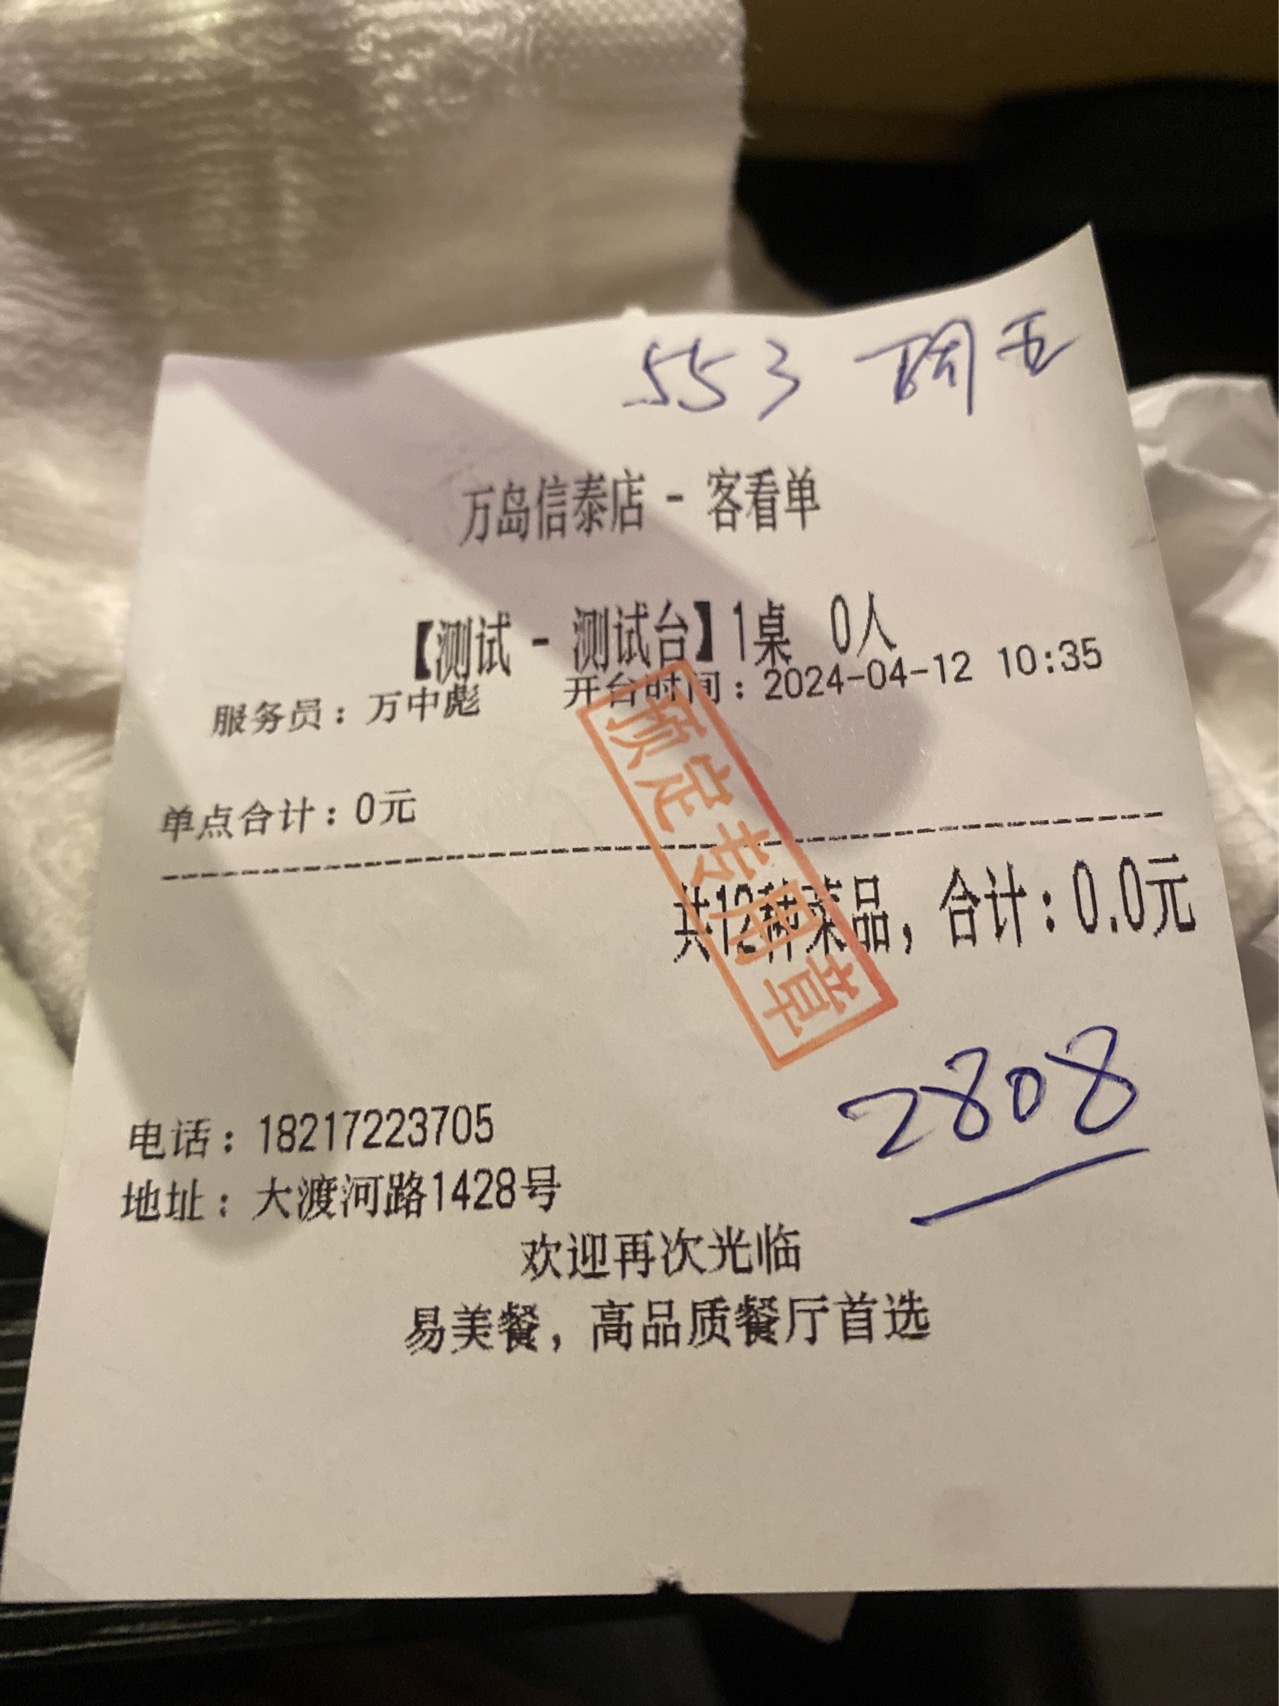 553 周五
万岛信泰店 - 客看单
【测试 - 测试台】1桌 0人
服务员：万中彪 开台时间：2024-04-12 10:35
单点合计：0元
预定专用章
共12种菜品，合计：0.0元
2808
电话：18217223705
地址：大渡河路1428号
欢迎再次光临
易美餐，高品质餐厅首选